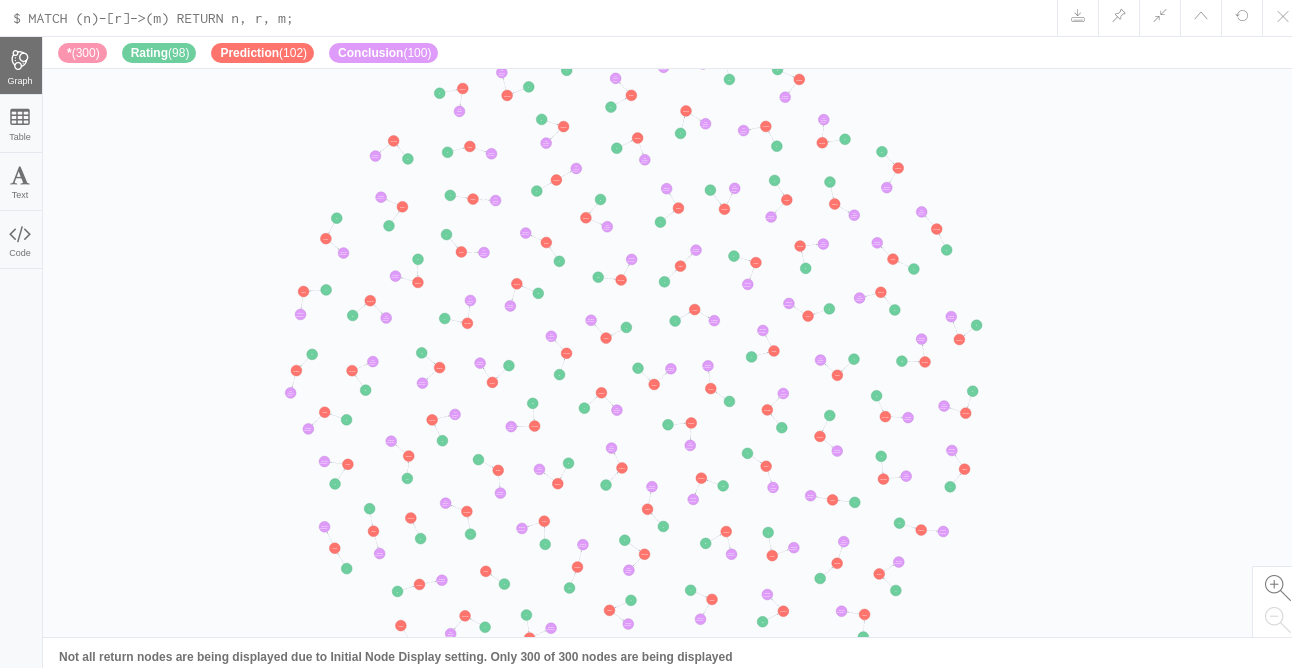 $ MATCH (n)-[r]->(m) RETURN n, r, m;
*(300) Rating(98) Prediction(102) Conclusion(100)
Graph
Table
Text
Code
Not all return nodes are being displayed due to Initial Node Display setting. Only 300 of 300 nodes are being displayed